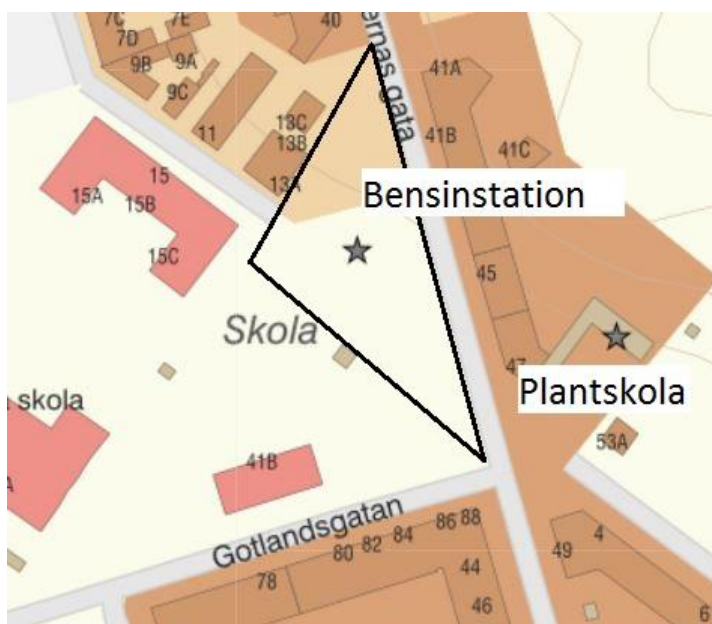 7C
7E
40
7D
9A
9B
9C
ernas gata
41A
11
13C
13B
41B
41C
13A
15
15A
15B
Bensinstation
15C
45
Skola
47
Plantskola
a skola
53A
41B
A
Gotlandsgatan
86
88
84
82
80
78
44
46
49
4
6